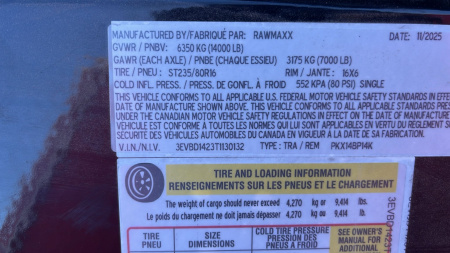 MANUFACTURED BY/FABRIQUÉ PAR: RAWMAXX DATE: 11/2025
GVWR / PNBV: 6350 KG (14000 LB)
GAWR (EACH AXLE) / PNBE (CHAQUE ESSIEU) 3175 KG (7000 LB)
TIRE / PNEU : ST235/80R16 RIM / JANTE : 16X6
COLD INFL. PRESS. / PRESS. DE GONFL. À FROID 552 KPA (80 PSI) SINGLE
THIS VEHICLE CONFORMS TO ALL APPLICABLE U.S. FEDERAL MOTOR VEHICLE SAFETY STANDARDS IN EFFECT
DATE OF MANUFACTURE SHOWN ABOVE. THIS VEHICLE CONFORMS TO ALL APPLICABLE STANDARDS
UNDER THE CANADIAN MOTOR VEHICLE SAFETY REGULATIONS IN EFFECT ON THE DATE OF MANUFACTURE
CE VÉHICULE EST CONFORME À TOUTES LES NORMES QUI LUI SONT APPLICABLES EN VERTU DU RÈGLEMENT SUR
SÉCURITÉ DES VÉHICULES AUTOMOBILES DU CANADA EN VIGUEUR À LA DATE DE SA FABRICATION.
V.I.N./N.I.V. 3EVBD1423T1130132 TYPE : TRA / REM PKX14BP14K
TIRE AND LOADING INFORMATION
RENSEIGNEMENTS SUR LES PNEUS ET LE CHARGEMENT
The weight of cargo should never exceed 4,270 kg or 9,414 lb.
Le poids du chargement ne doit jamais dépasser 4,270 kg ou 9,414 lb.
TIRE SIZE COLD TIRE PRESSURE SEE OWNER'S
PNEU DIMENSIONS PRESSION DES MANUAL FOR
PNEUS A FROID ADDITIONAL